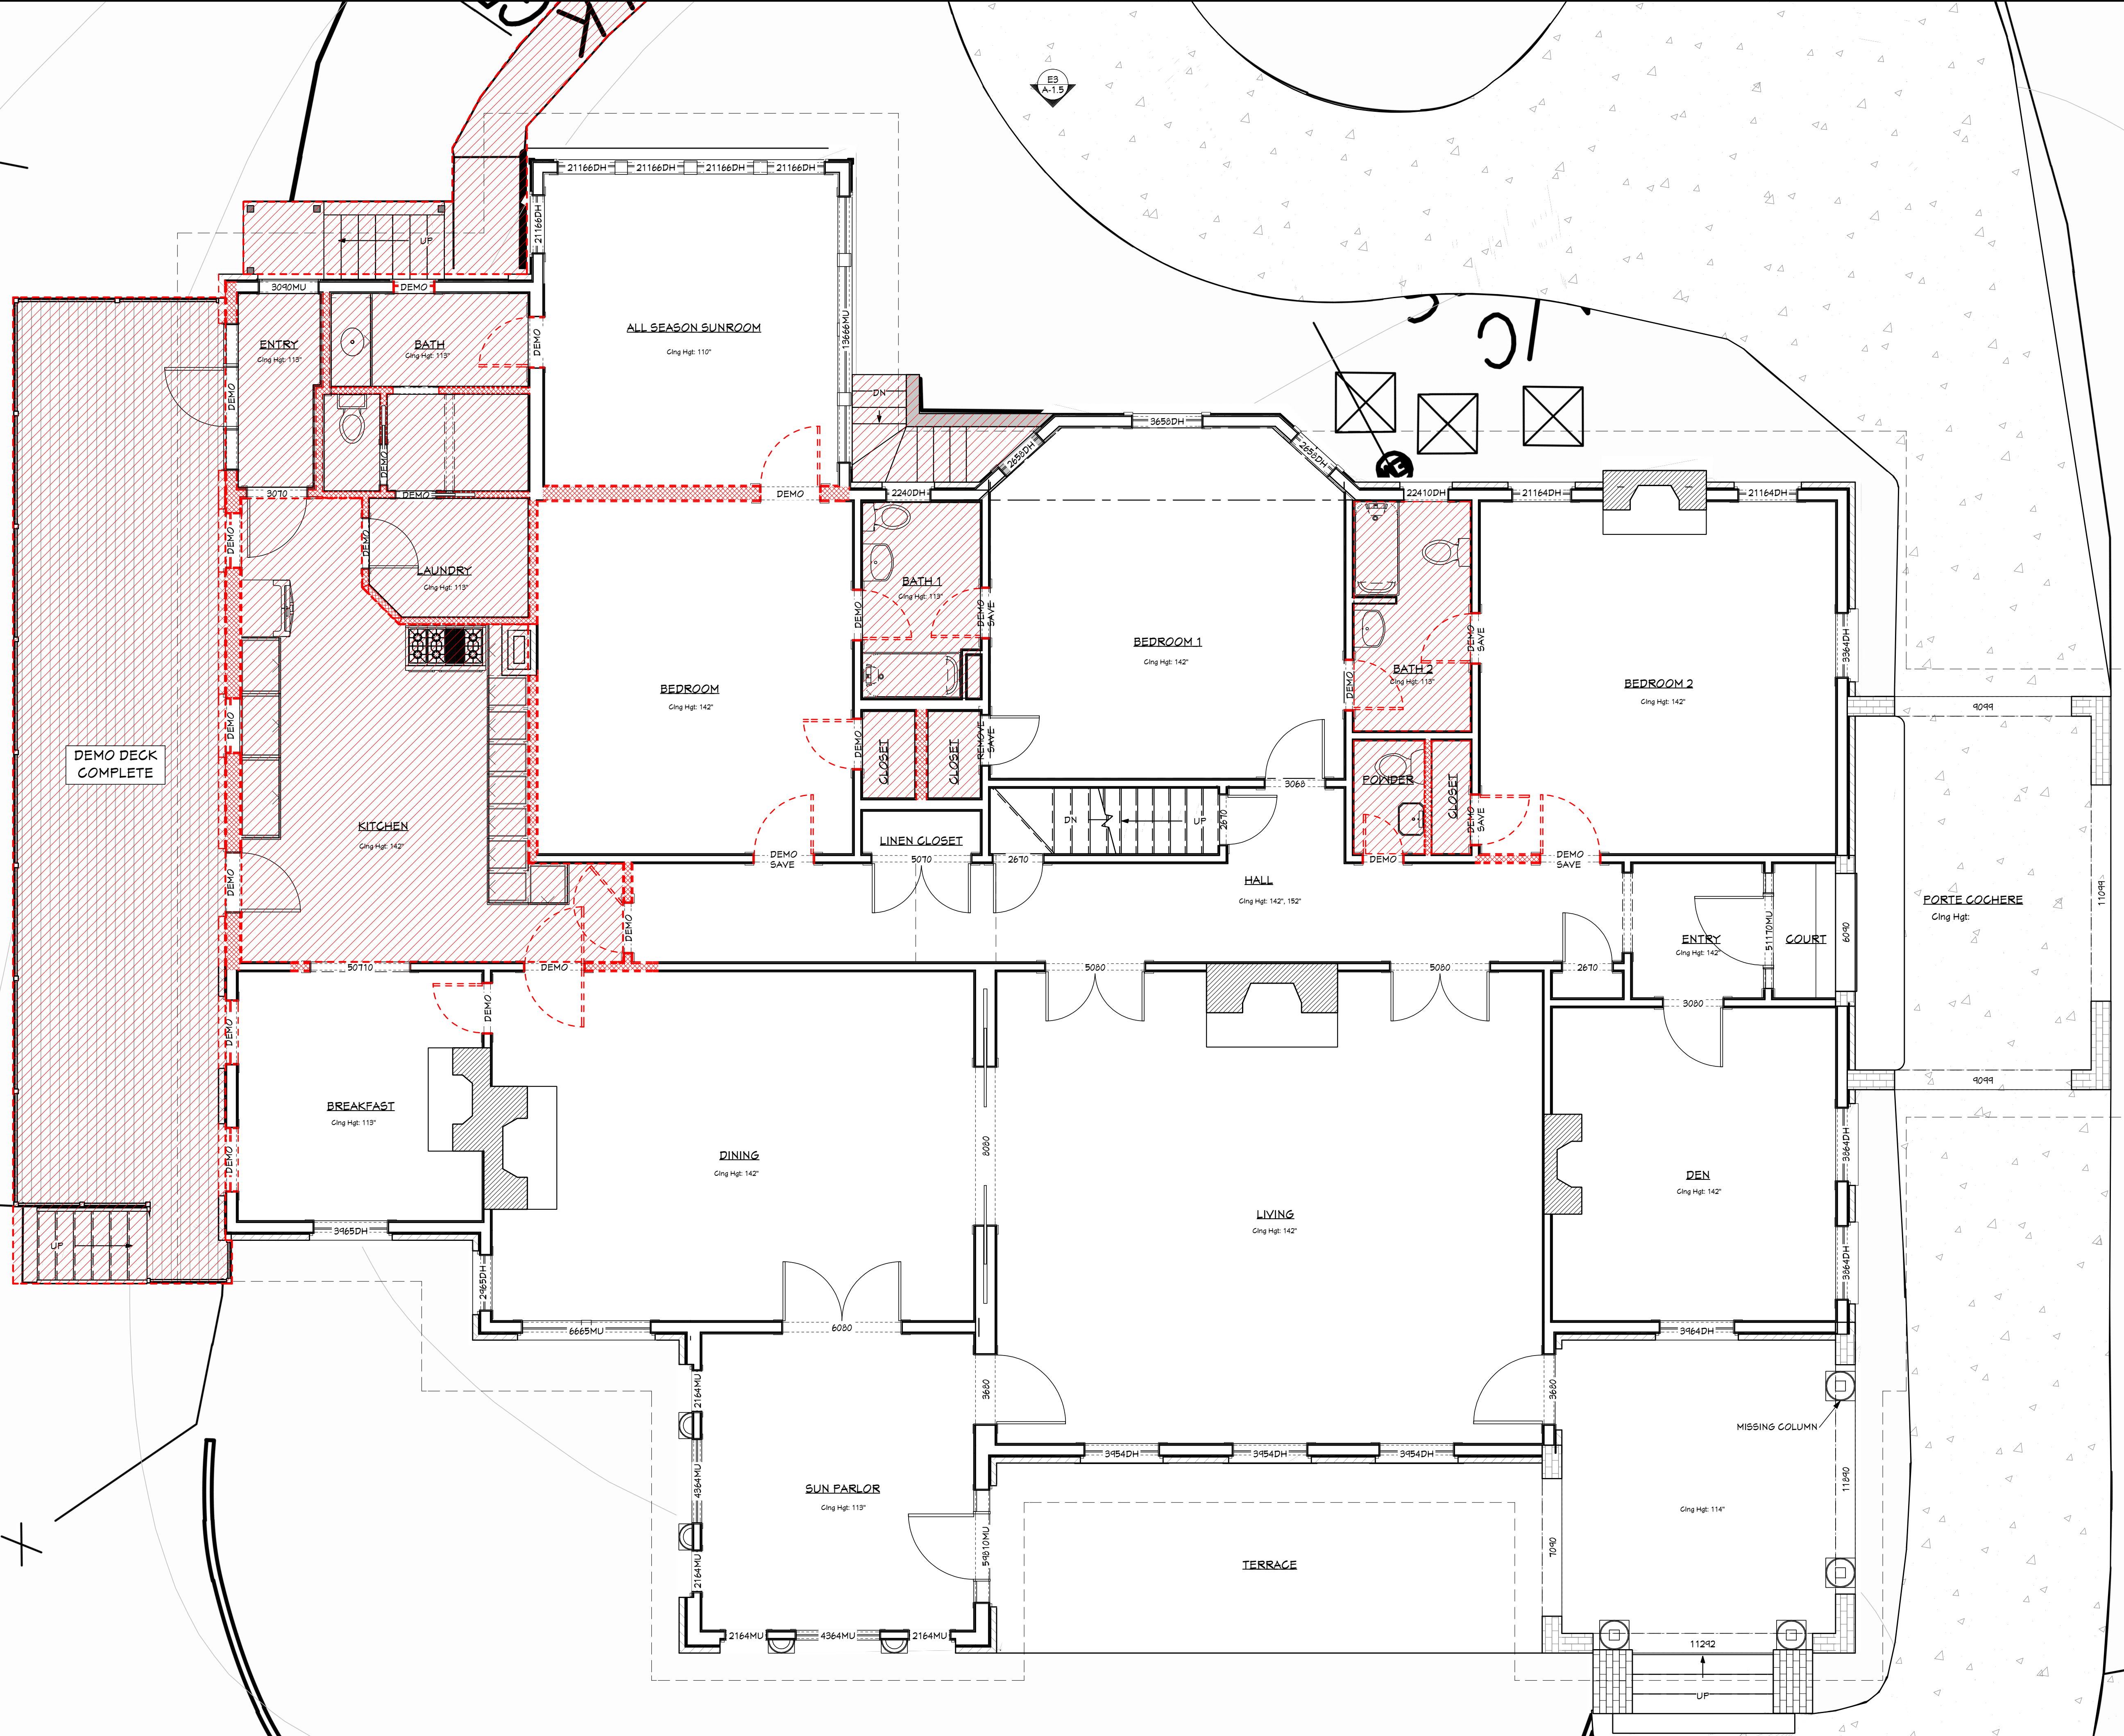 E3
A-1.5
21166DH
21166DH
21166DH
21166DH
21166DH
UP
3090MU
DEMO
ENTRY
Clng Hgt: 113"
BATH
Clng Hgt: 113"
DEMO
ALL SEASON SUNROOM
Clng Hgt: 110"
13666MU
DEMO
DN
3658DH
2658DH
2658DH
DEMO
3070
DEMO
DEMO
2240DH
22410DH
21164DH
21164DH
DEMO
DEMO
LAUNDRY
Clng Hgt: 113"
BATH 1
Clng Hgt: 113"
DEMO
DEMO
SAVE
BEDROOM 1
Clng Hgt: 142"
DEMO
SAVE
3364DH
BATH 2
Clng Hgt: 113"
DEMO
BEDROOM 2
Clng Hgt: 142"
BEDROOM
Clng Hgt: 142"
9099
DEMO DECK
COMPLETE
DEMO
DEMO
CLOSET
CLOSET
REMOVE
SAVE
3068
POWDER
CLOSET
DEMO
SAVE
KITCHEN
Clng Hgt: 142"
DN
UP
2670
LINEN CLOSET
DEMO
SAVE
5070
2670
DEMO
DEMO
SAVE
DEMO
HALL
Clng Hgt: 142", 152"
PORTE COCHERE
Clng Hgt:
11099
DEMO
ENTRY
Clng Hgt: 142"
51170MU
COURT
6090
50710
DEMO
5080
5080
2670
3080
DEMO
DEMO
9099
BREAKFAST
Clng Hgt: 113"
DEMO
DINING
Clng Hgt: 142"
8080
LIVING
Clng Hgt: 142"
DEN
Clng Hgt: 142"
3864DH
3864DH
3965DH
UP
2965DH
6665MU
6080
3964DH
2164MU
3680
3680
MISSING COLUMN
3954DH
3954DH
3954DH
4364MU
SUN PARLOR
Clng Hgt: 113"
11890
Clng Hgt: 114"
59810MU
7090
TERRACE
2164MU
2164MU
4364MU
2164MU
11292
UP